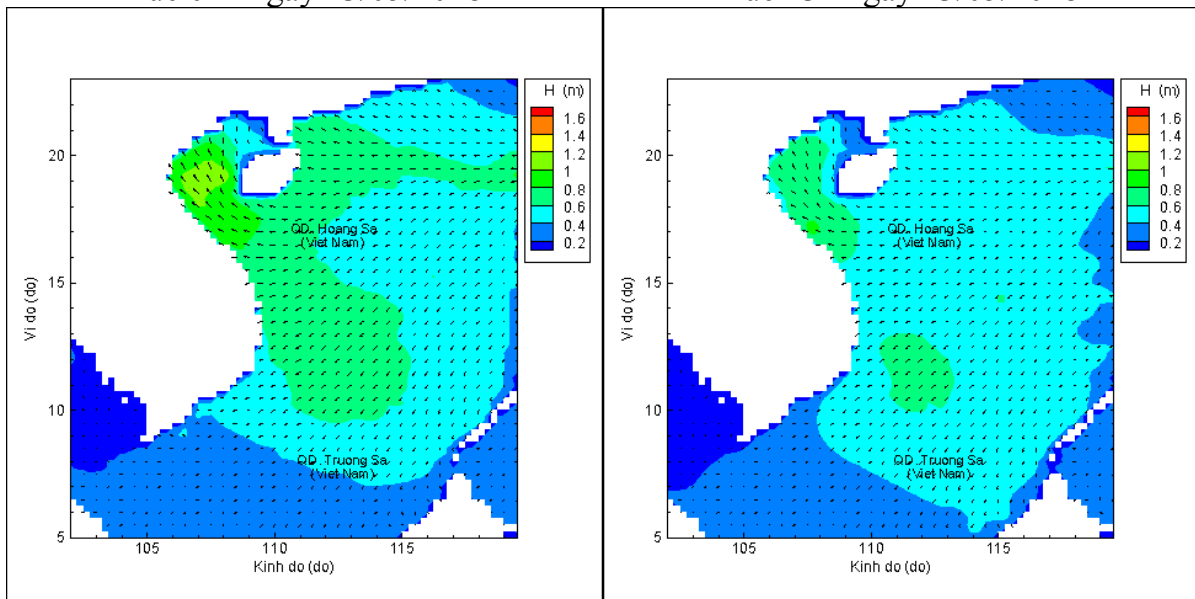 H (m)
1.6
1.4
1.2
1
0.8
0.6
0.4
0.2
20
15
10
5
105
110
115
Vi do (do)
Kinh do (do)
QD. Hoang Sa
(Viet Nam)
QD. Truong Sa
(Viet Nam)
H (m)
1.6
1.4
1.2
1
0.8
0.6
0.4
0.2
20
15
10
5
105
110
115
Vi do (do)
Kinh do (do)
QD. Hoang Sa
(Viet Nam)
QD. Truong Sa
(Viet Nam)